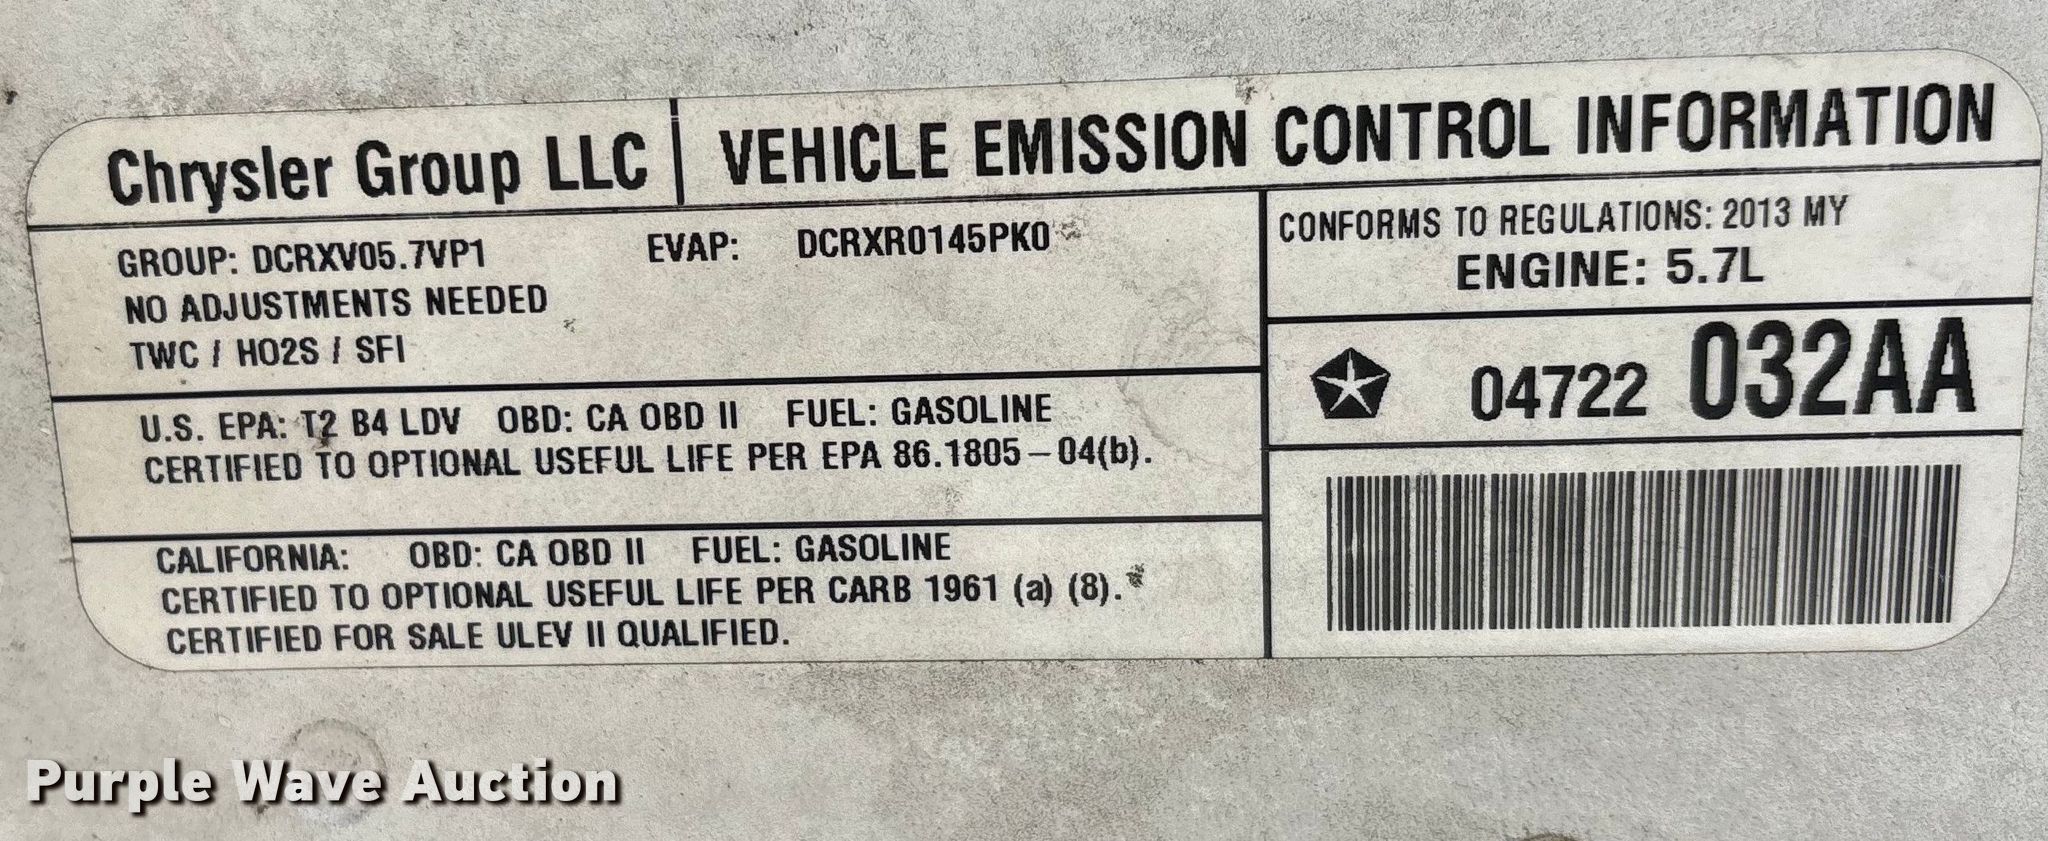 Chrysler Group LLC VEHICLE EMISSION CONTROL INFORMATION
GROUP: DCRXV05.7VP1 EVAP: DCRXR0145PK0
NO ADJUSTMENTS NEEDED
TWC / HO2S / SFI
CONFORMS TO REGULATIONS: 2013 MY
ENGINE: 5.7L
04722 032AA
U.S. EPA: T2 B4 LDV OBD: CA OBD II FUEL: GASOLINE
CERTIFIED TO OPTIONAL USEFUL LIFE PER EPA 86.1805-04(b).
CALIFORNIA: OBD: CA OBD II FUEL: GASOLINE
CERTIFIED TO OPTIONAL USEFUL LIFE PER CARB 1961 (a) (8).
CERTIFIED FOR SALE ULEV II QUALIFIED.
Purple Wave Auction